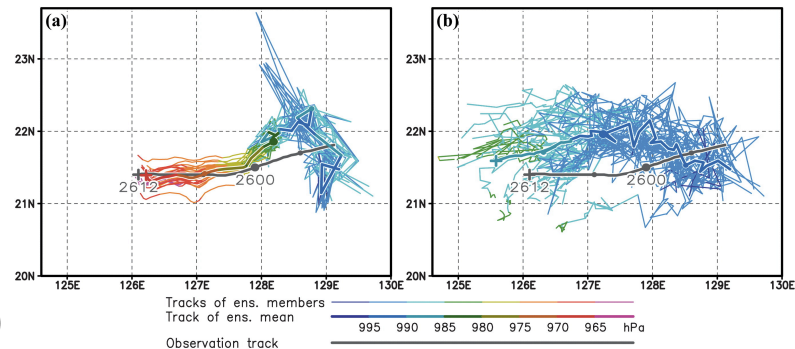 (a)
(b)
23N
22N
21N
20N
2612
2600
125E 126E 127E 128E 129E 130E
23N
22N
21N
20N
2612
2600
125E 126E 127E 128E 129E 130E
Tracks of ens. members
Track of ens. mean
995 990 985 980 975 970 965 hPa
Observation track